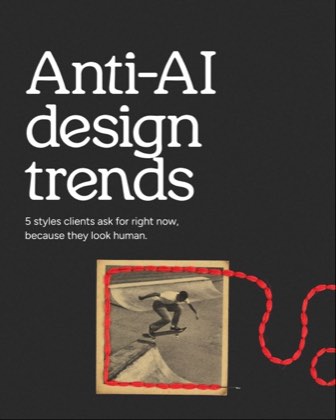 Anti-AI
design
trends
5 styles clients ask for right now,
because they look human.